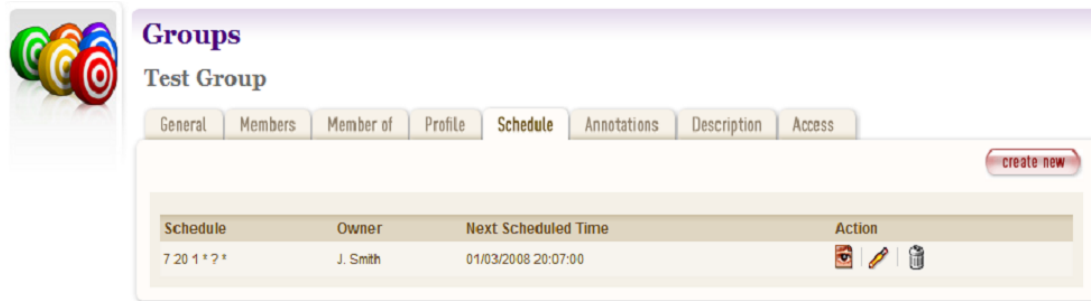 Groups
Test Group
General Members Member of Profile Schedule Annotations Description Access
create new
Schedule Owner Next Scheduled Time Action
7 20 1 * ? * J. Smith 01/03/2008 20:07:00